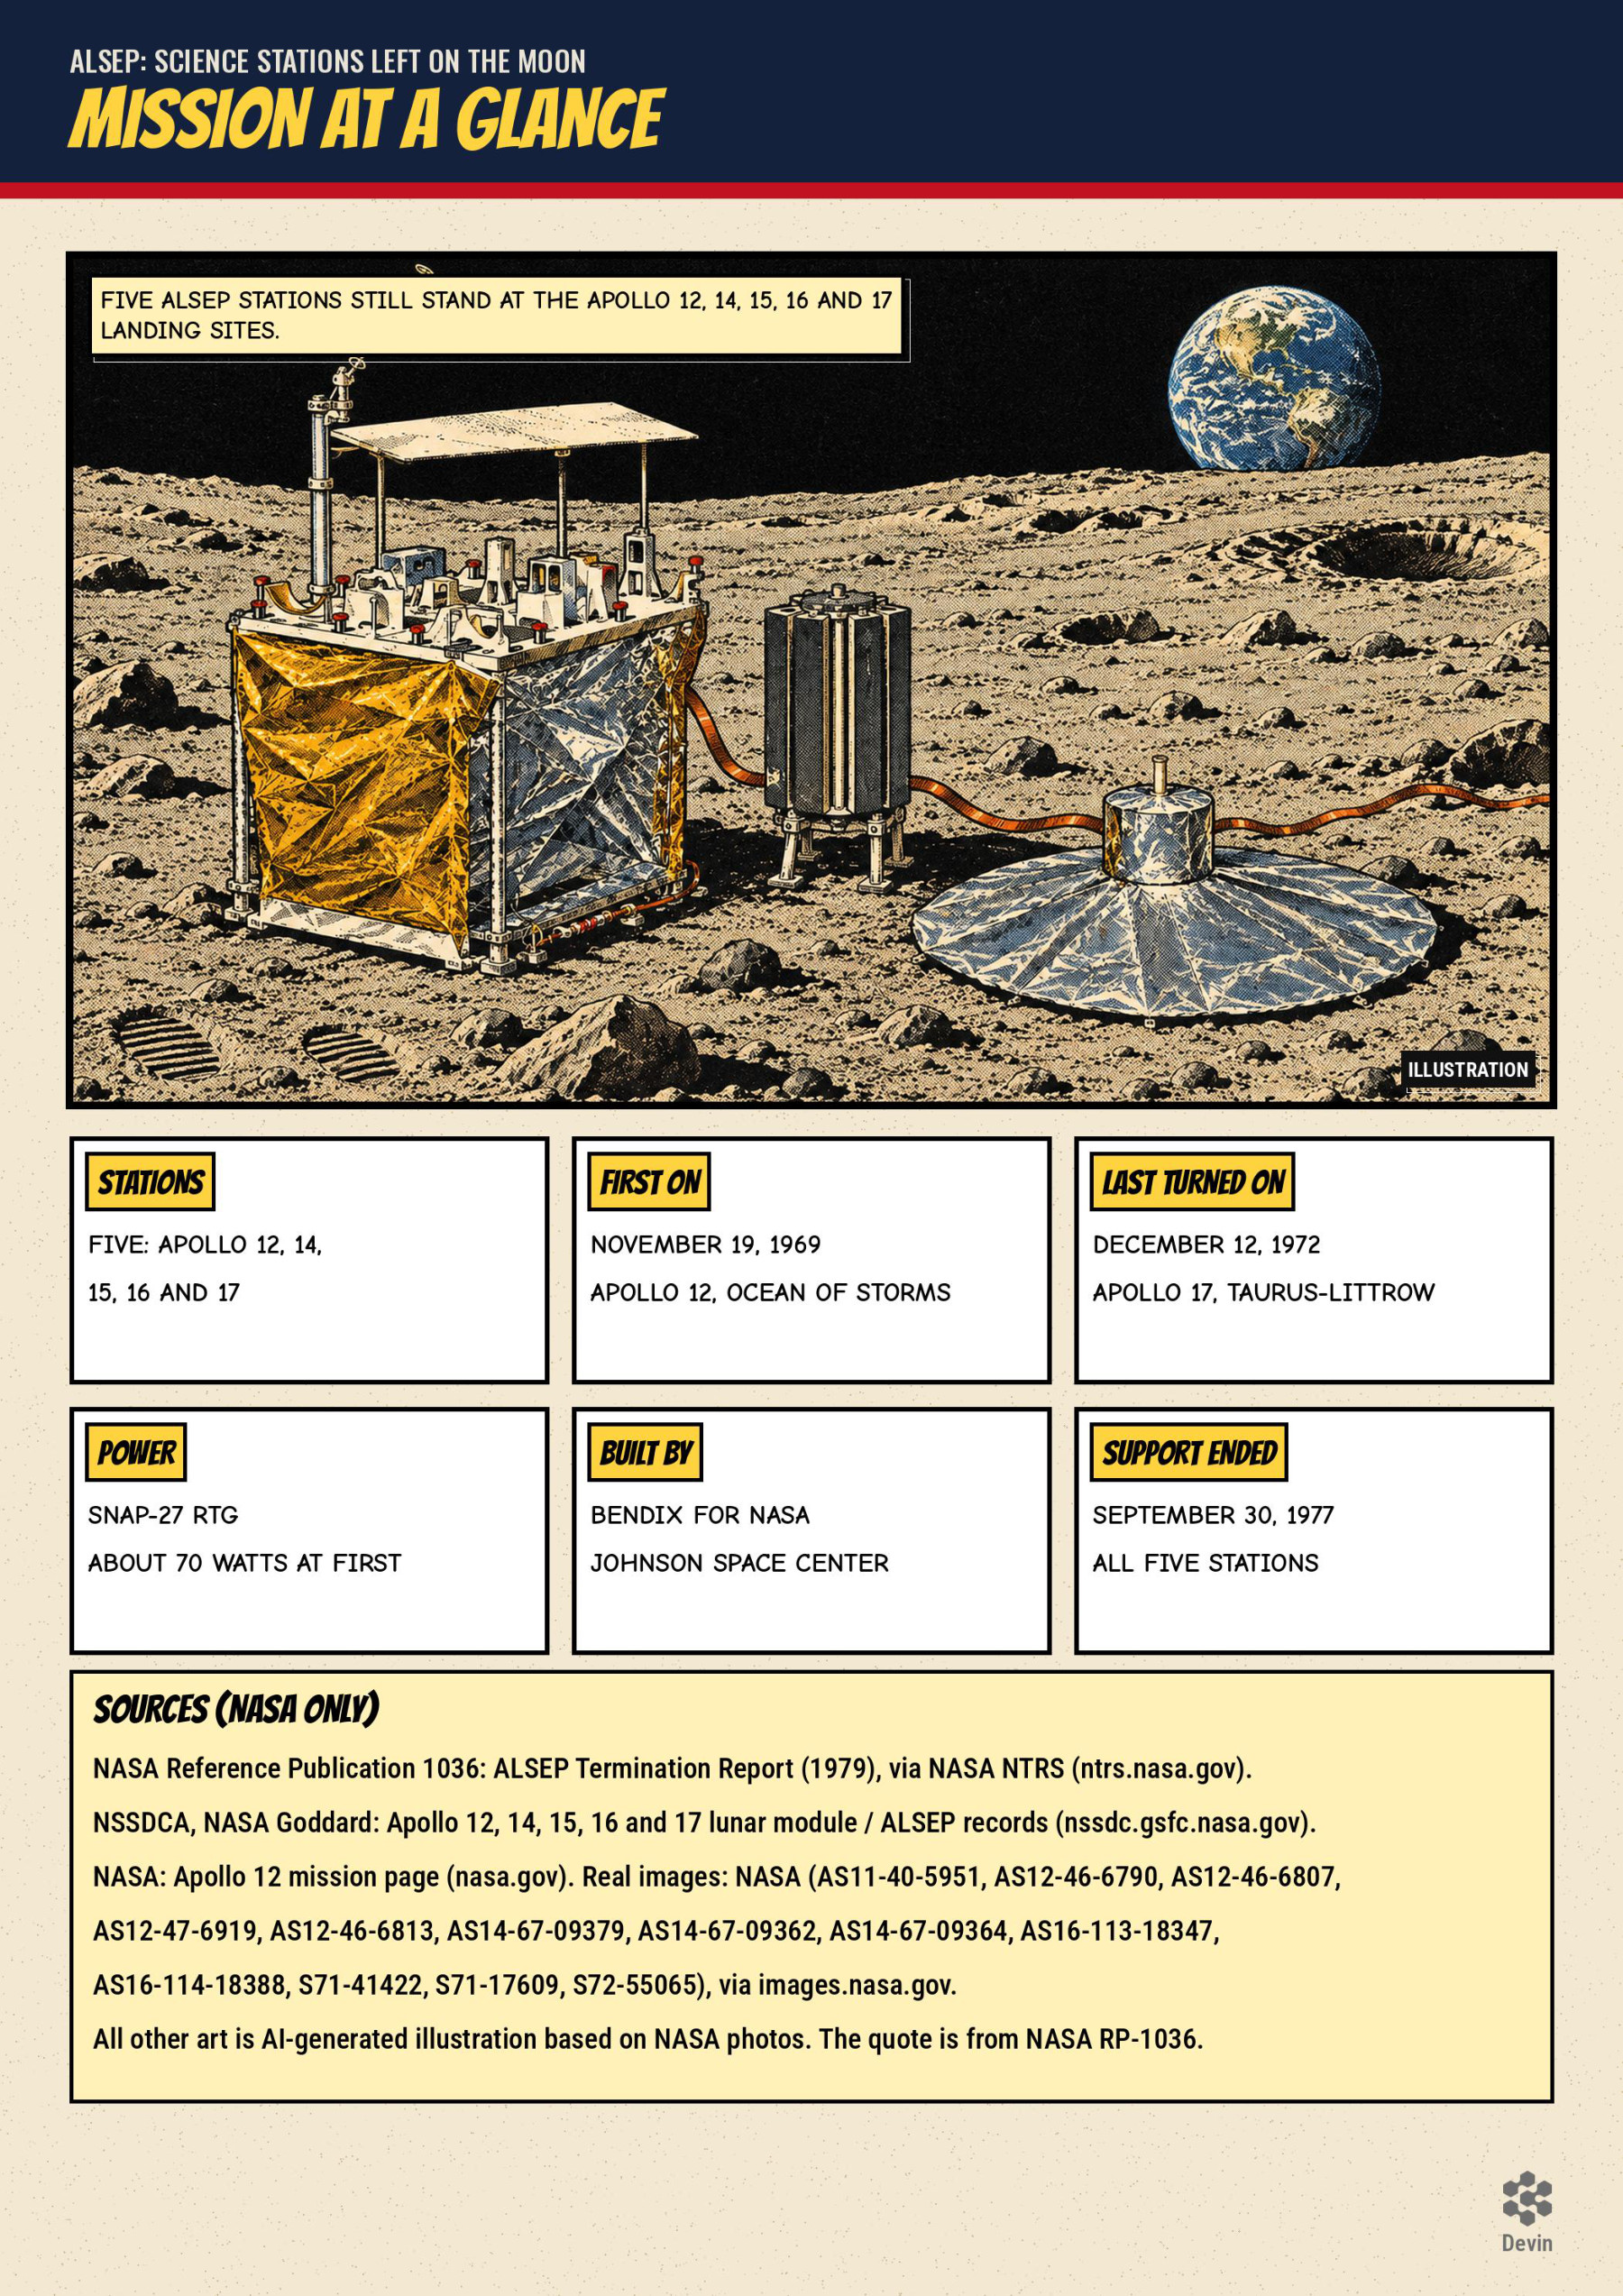 ALSEP: SCIENCE STATIONS LEFT ON THE MOON
MISSION AT A GLANCE
FIVE ALSEP STATIONS STILL STAND AT THE APOLLO 12, 14, 15, 16 AND 17
LANDING SITES.
ILLUSTRATION
STATIONS
FIVE: APOLLO 12, 14,
15, 16 AND 17
FIRST ON
NOVEMBER 19, 1969
APOLLO 12, OCEAN OF STORMS
LAST TURNED ON
DECEMBER 12, 1972
APOLLO 17, TAURUS-LITTROW
POWER
SNAP-27 RTG
ABOUT 70 WATTS AT FIRST
BUILT BY
BENDIX FOR NASA
JOHNSON SPACE CENTER
SUPPORT ENDED
SEPTEMBER 30, 1977
ALL FIVE STATIONS
SOURCES (NASA ONLY)
NASA Reference Publication 1036: ALSEP Termination Report (1979), via NASA NTRS (ntrs.nasa.gov).
NSSDCA, NASA Goddard: Apollo 12, 14, 15, 16 and 17 lunar module / ALSEP records (nssdc.gsfc.nasa.gov).
NASA: Apollo 12 mission page (nasa.gov). Real images: NASA (AS11-40-5951, AS12-46-6790, AS12-46-6807,
AS12-47-6919, AS12-46-6813, AS14-67-09379, AS14-67-09362, AS14-67-09364, AS16-113-18347,
AS16-114-18388, S71-41422, S71-17609, S72-55065), via images.nasa.gov.
All other art is AI-generated illustration based on NASA photos. The quote is from NASA RP-1036.
Devin